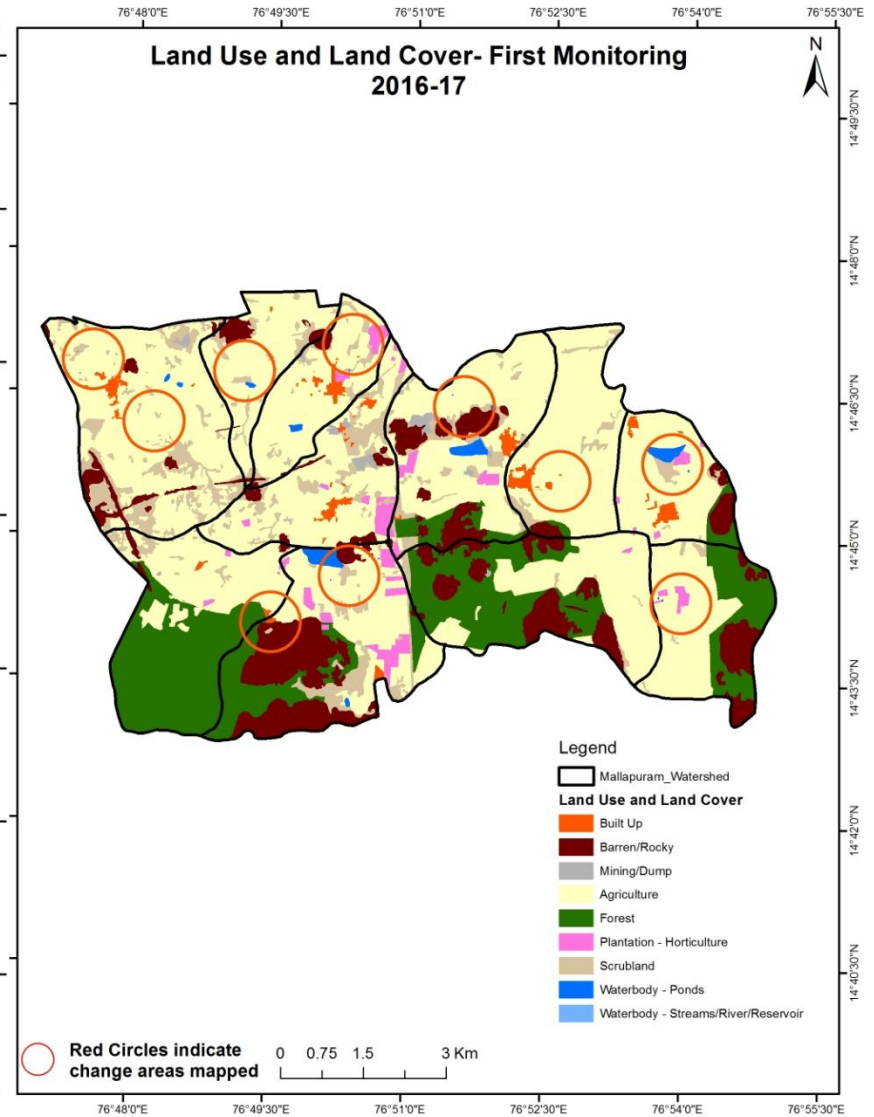 76°48'0"E 76°49'30"E 76°51'0"E 76°52'30"E 76°54'0"E 76°55'30"E
Land Use and Land Cover- First Monitoring
2016-17
N
14°49'30"N
14°48'0"N
14°46'30"N
14°45'0"N
14°43'30"N
14°42'0"N
14°40'30"N
Legend
Mallapuram_Watershed
Land Use and Land Cover
Built Up
Barren/Rocky
Mining/Dump
Agriculture
Forest
Plantation - Horticulture
Scrubland
Waterbody - Ponds
Waterbody - Streams/River/Reservoir
Red Circles indicate
change areas mapped
0 0.75 1.5 3 Km
76°48'0"E 76°49'30"E 76°51'0"E 76°52'30"E 76°54'0"E 76°55'30"E